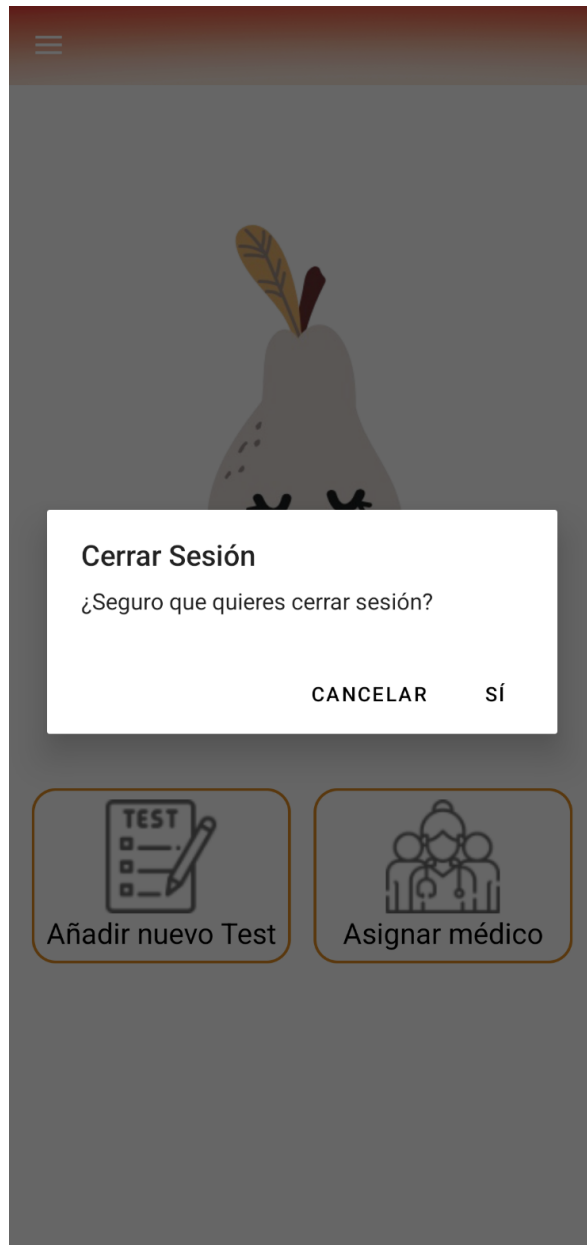 Cerrar Sesión
¿Seguro que quieres cerrar sesión?
CANCELAR SÍ
TEST
Añadir nuevo Test
Asignar médico